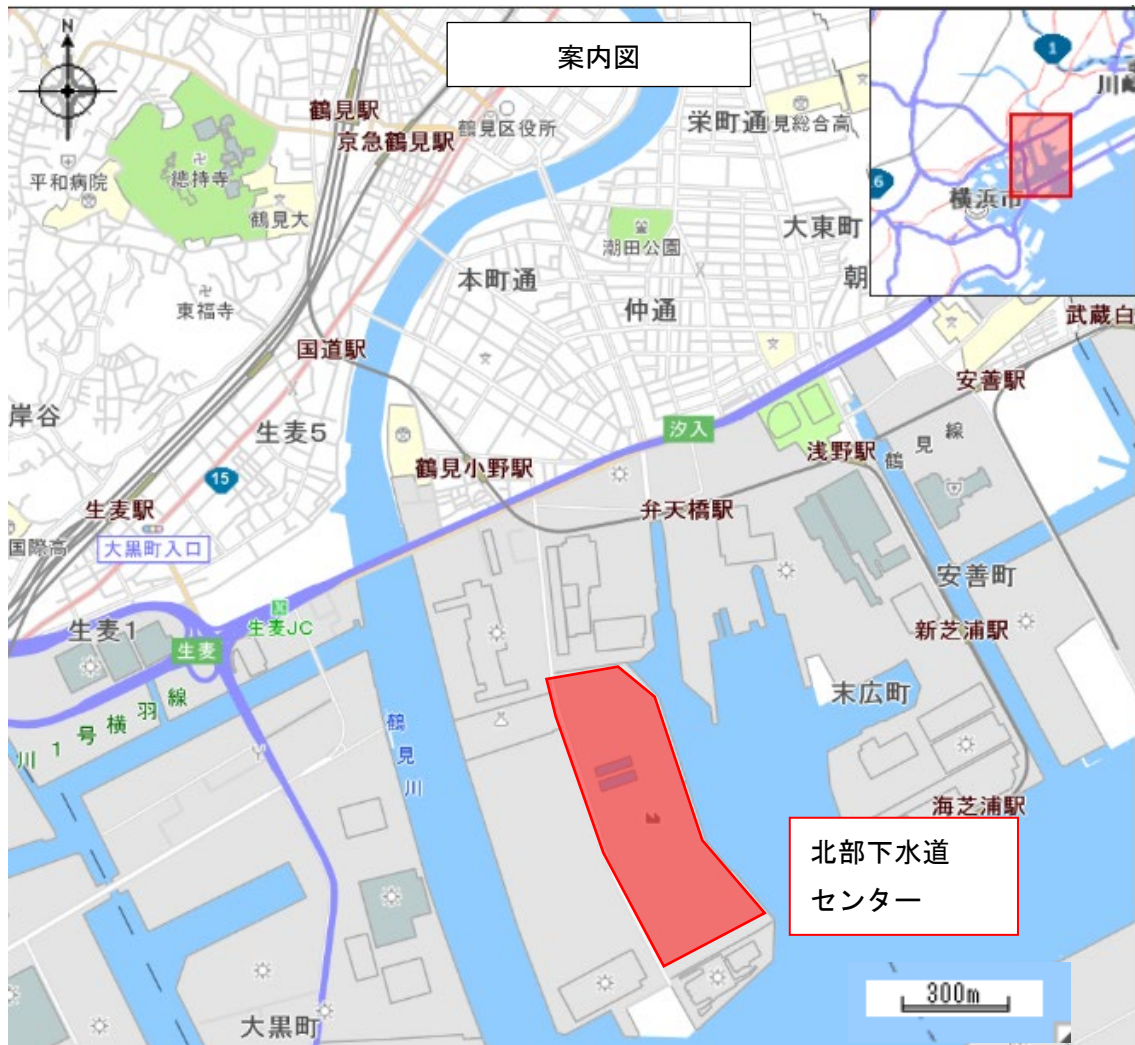 案内図
N
1
川崎
6
横浜市
鶴見駅
京急鶴見駅
鶴見区役所
栄町通
見総合高
平和病院
總持寺
鶴見大
潮田公園
大東町
本町通
朝
東福寺
仲通
武蔵白
国道駅
安善駅
岸谷
生麦5
汐入
浅野駅
鶴見線
鶴見小野駅
15
生麦駅
弁天橋駅
国際高
大黒町入口
安善町
生麦JC
生麦1
新芝浦駅
生麦
末広町
川1号横羽線
鶴見川
海芝浦駅
北部下水道
センター
300m
大黒町